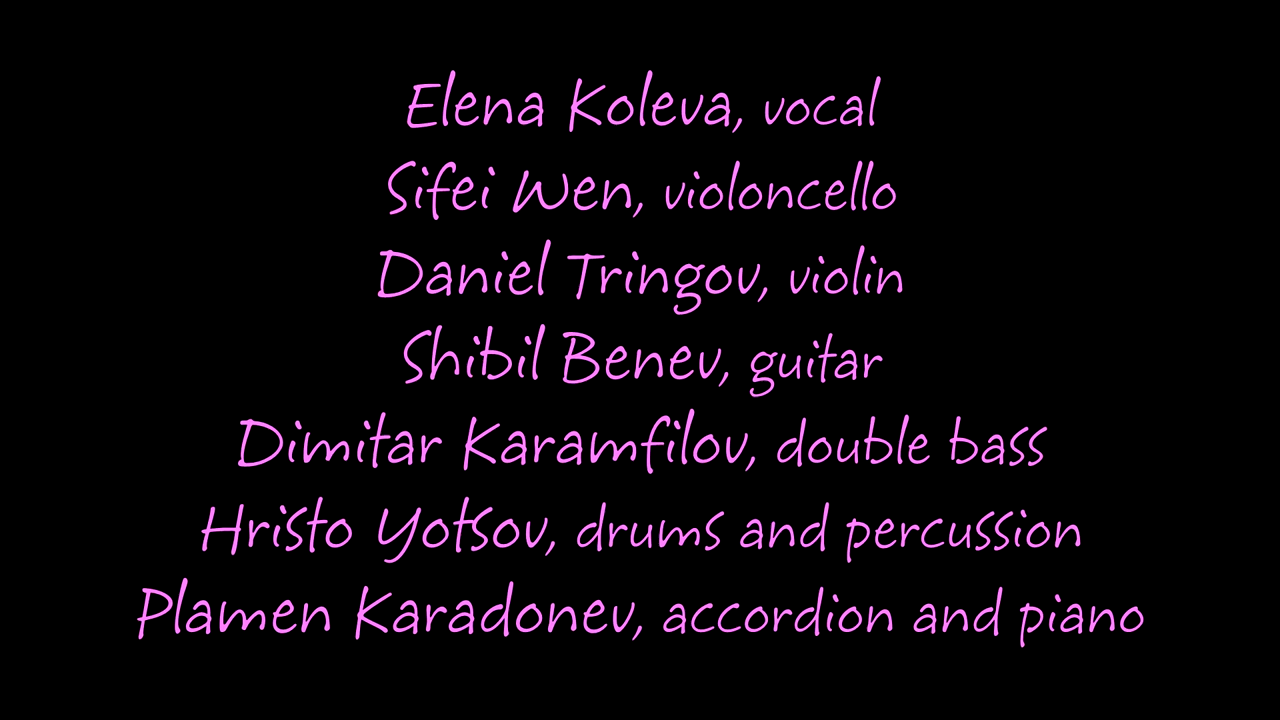 Elena Koleva, vocal
Sifei Wen, violoncello
Daniel Tringov, violin
Shibil Benev, guitar
Dimitar Karamfilov, double bass
Hristo Yotsov, drums and percussion
Plamen Karadonev, accordion and piano